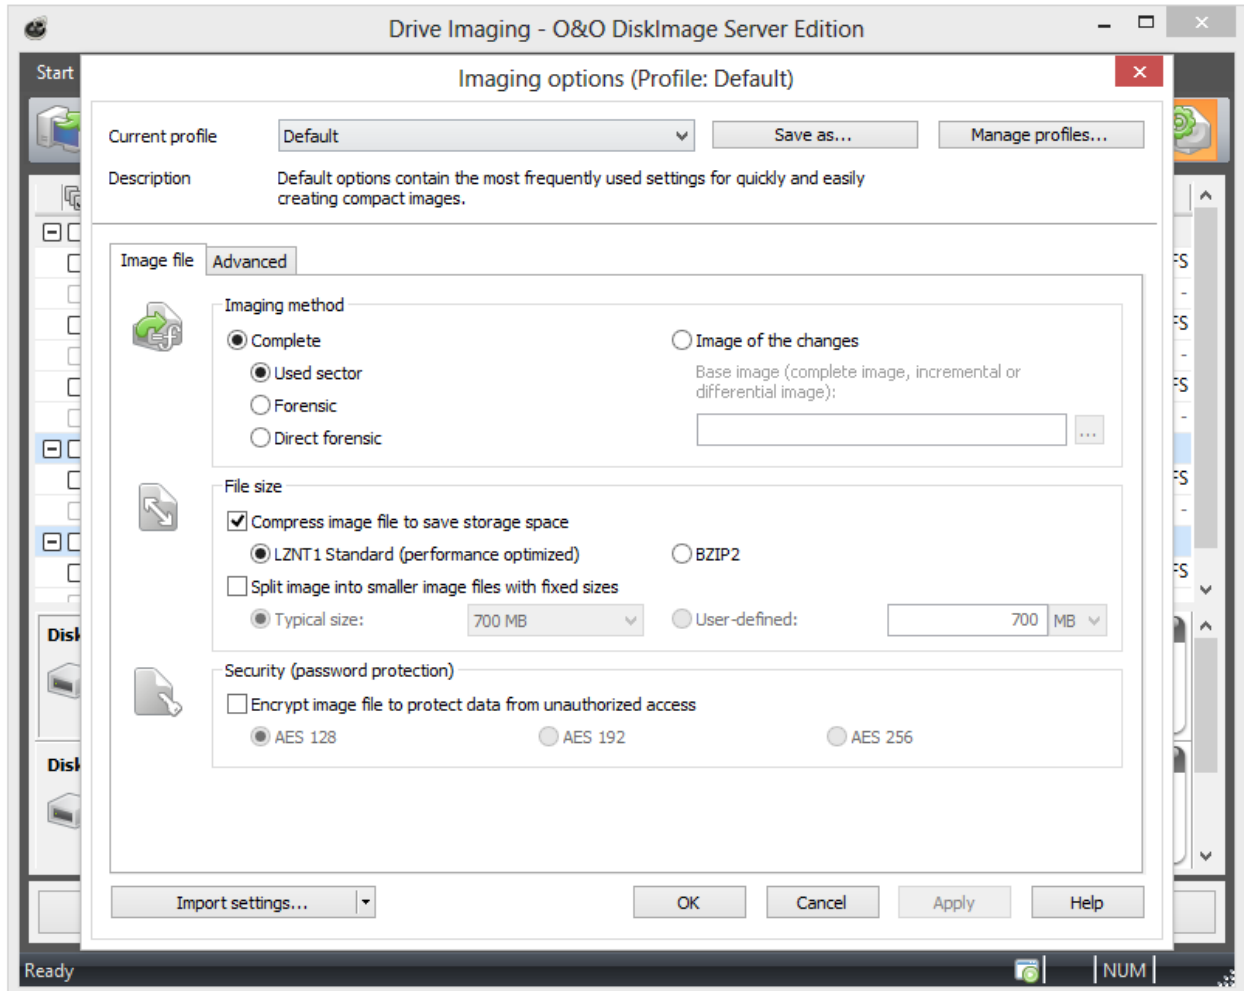 Drive Imaging - O&O DiskImage Server Edition
Start
Imaging options (Profile: Default)
Current profile
Default
Save as...
Manage profiles...
Description
Default options contain the most frequently used settings for quickly and easily
creating compact images.
Image file
Advanced
Imaging method
Complete
Image of the changes
Used sector
Base image (complete image, incremental or
differential image):
Forensic
Direct forensic
...
File size
Compress image file to save storage space
LZNT1 Standard (performance optimized)
BZIP2
Split image into smaller image files with fixed sizes
Typical size:
700 MB
User-defined:
700
MB
Security (password protection)
Encrypt image file to protect data from unauthorized access
AES 128
AES 192
AES 256
Import settings...
OK
Cancel
Apply
Help
Ready
NUM